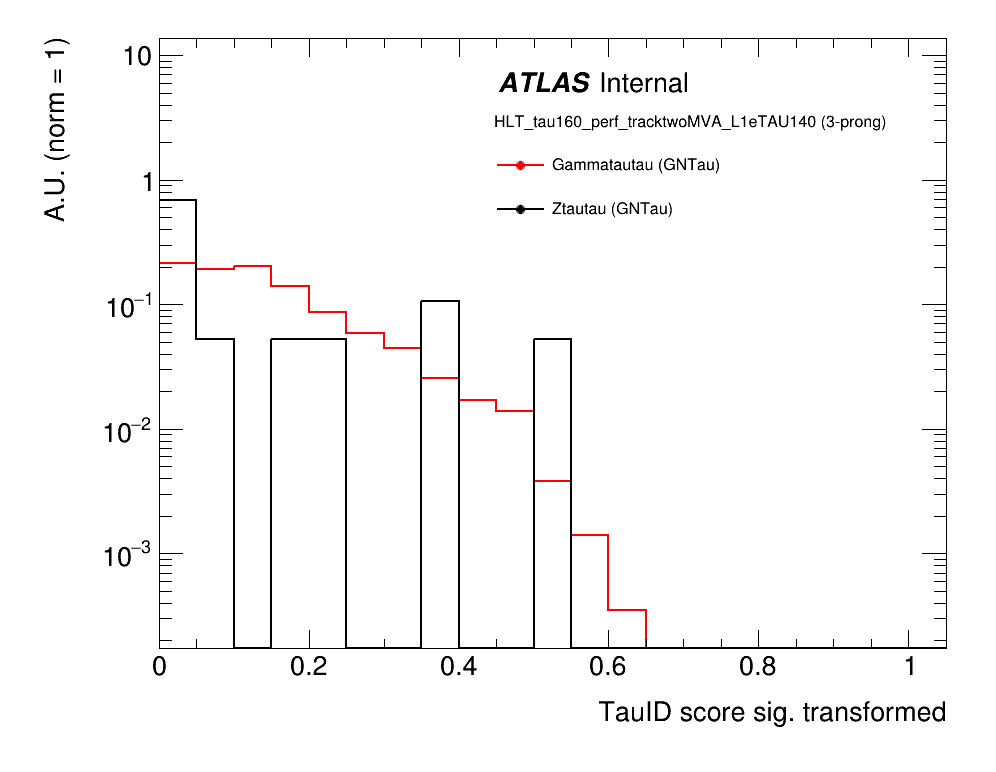 A.U. (norm = 1)
10
1
10⁻¹
10⁻²
10⁻³
ATLAS Internal
HLT_tau160_perf_tracktwoMVA_L1eTAU140 (3-prong)
Gammatautau (GNTau)
Ztautau (GNTau)
0 0.2 0.4 0.6 0.8 1
TauID score sig. transformed